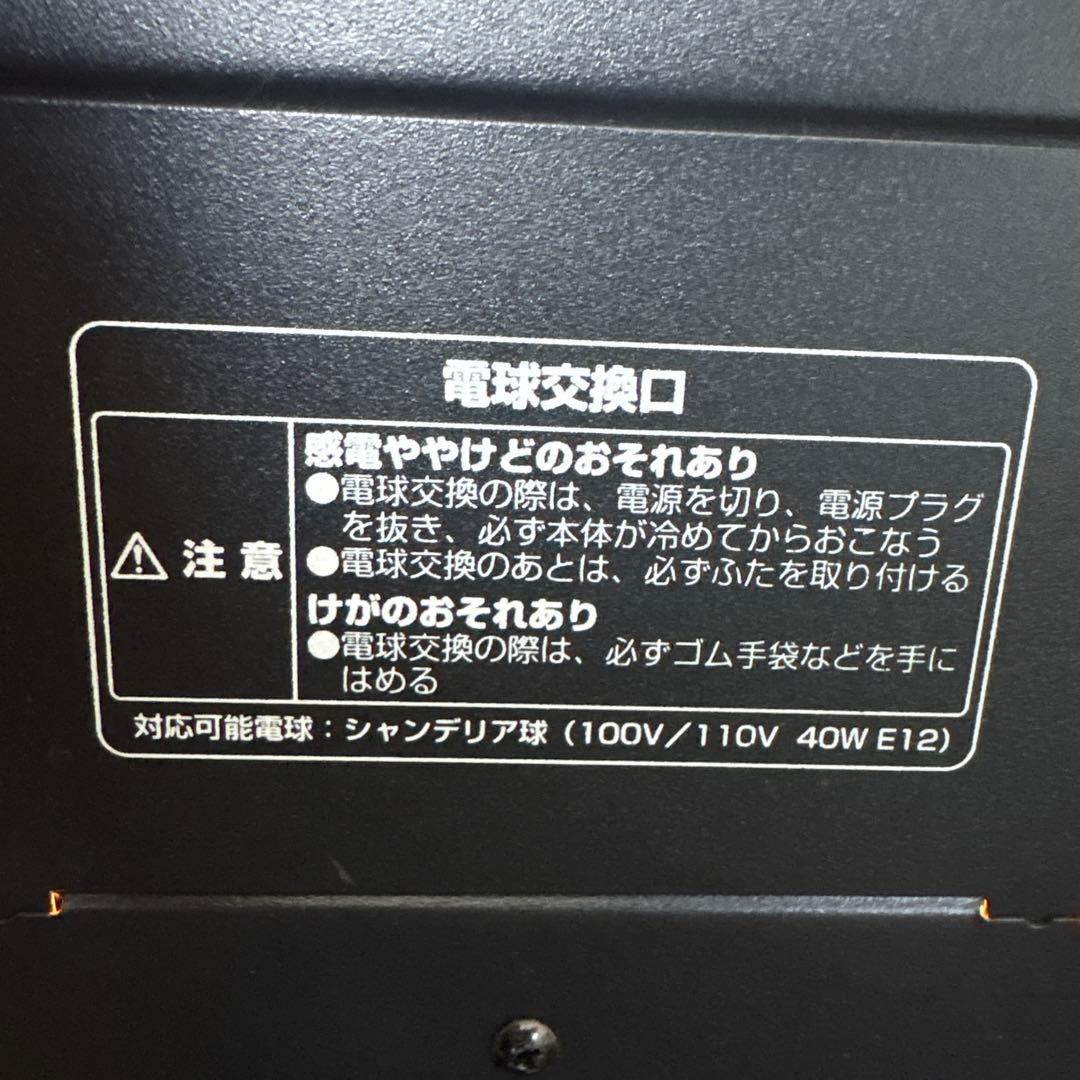 電球交換口
感電ややけどのおそれあり
●電球交換の際は、電源を切り、電源プラグ
を抜き、必ず本体が冷めてからおこなう
⚠注意
●電球交換のあとは、必ずふたを取り付ける
けがのおそれあり
●電球交換の際は、必ずゴム手袋などを手に
はめる
対応可能電球：シャンデリア球（100V／110V 40W E12）